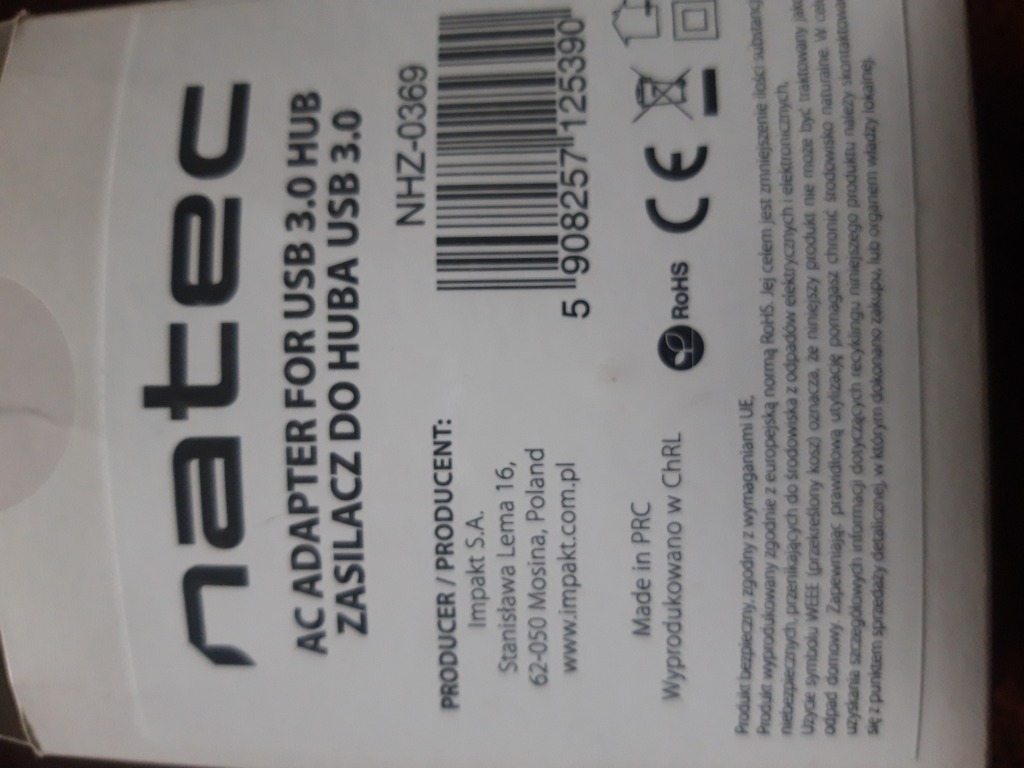 natec
AC ADAPTER FOR USB 3.0 HUB
ZASILACZ DO HUBA USB 3.0
NHZ-0369
5 908257 125390
PRODUCER / PRODUCENT:
Impakt S.A.
Stanisława Lema 16,
62-050 Mosina, Poland
www.impakt.com.pl
Made in PRC
Wyprodukowano w ChRL
RoHS
CE
Produkt bezpieczny, zgodny z wymaganiami UE.
Produkt wyprodukowany zgodnie z europejską normą RoHS. Jej celem jest zmniejszenie ilości substancji
niebezpiecznych, przenikających do środowiska z odpadów elektrycznych i elektronicznych.
Użycie symbolu WEEE (przekreślony kosz) oznacza, że niniejszy produkt nie może być traktowany jako
odpad domowy. Zapewniając prawidłową utylizację pomagasz chronić środowisko naturalne. W celu
uzyskania szczegółowych informacji dotyczących recyklingu niniejszego produktu należy skontaktować
się z punktem sprzedaży detalicznej, w którym dokonano zakupu, lub organem władzy lokalnej.